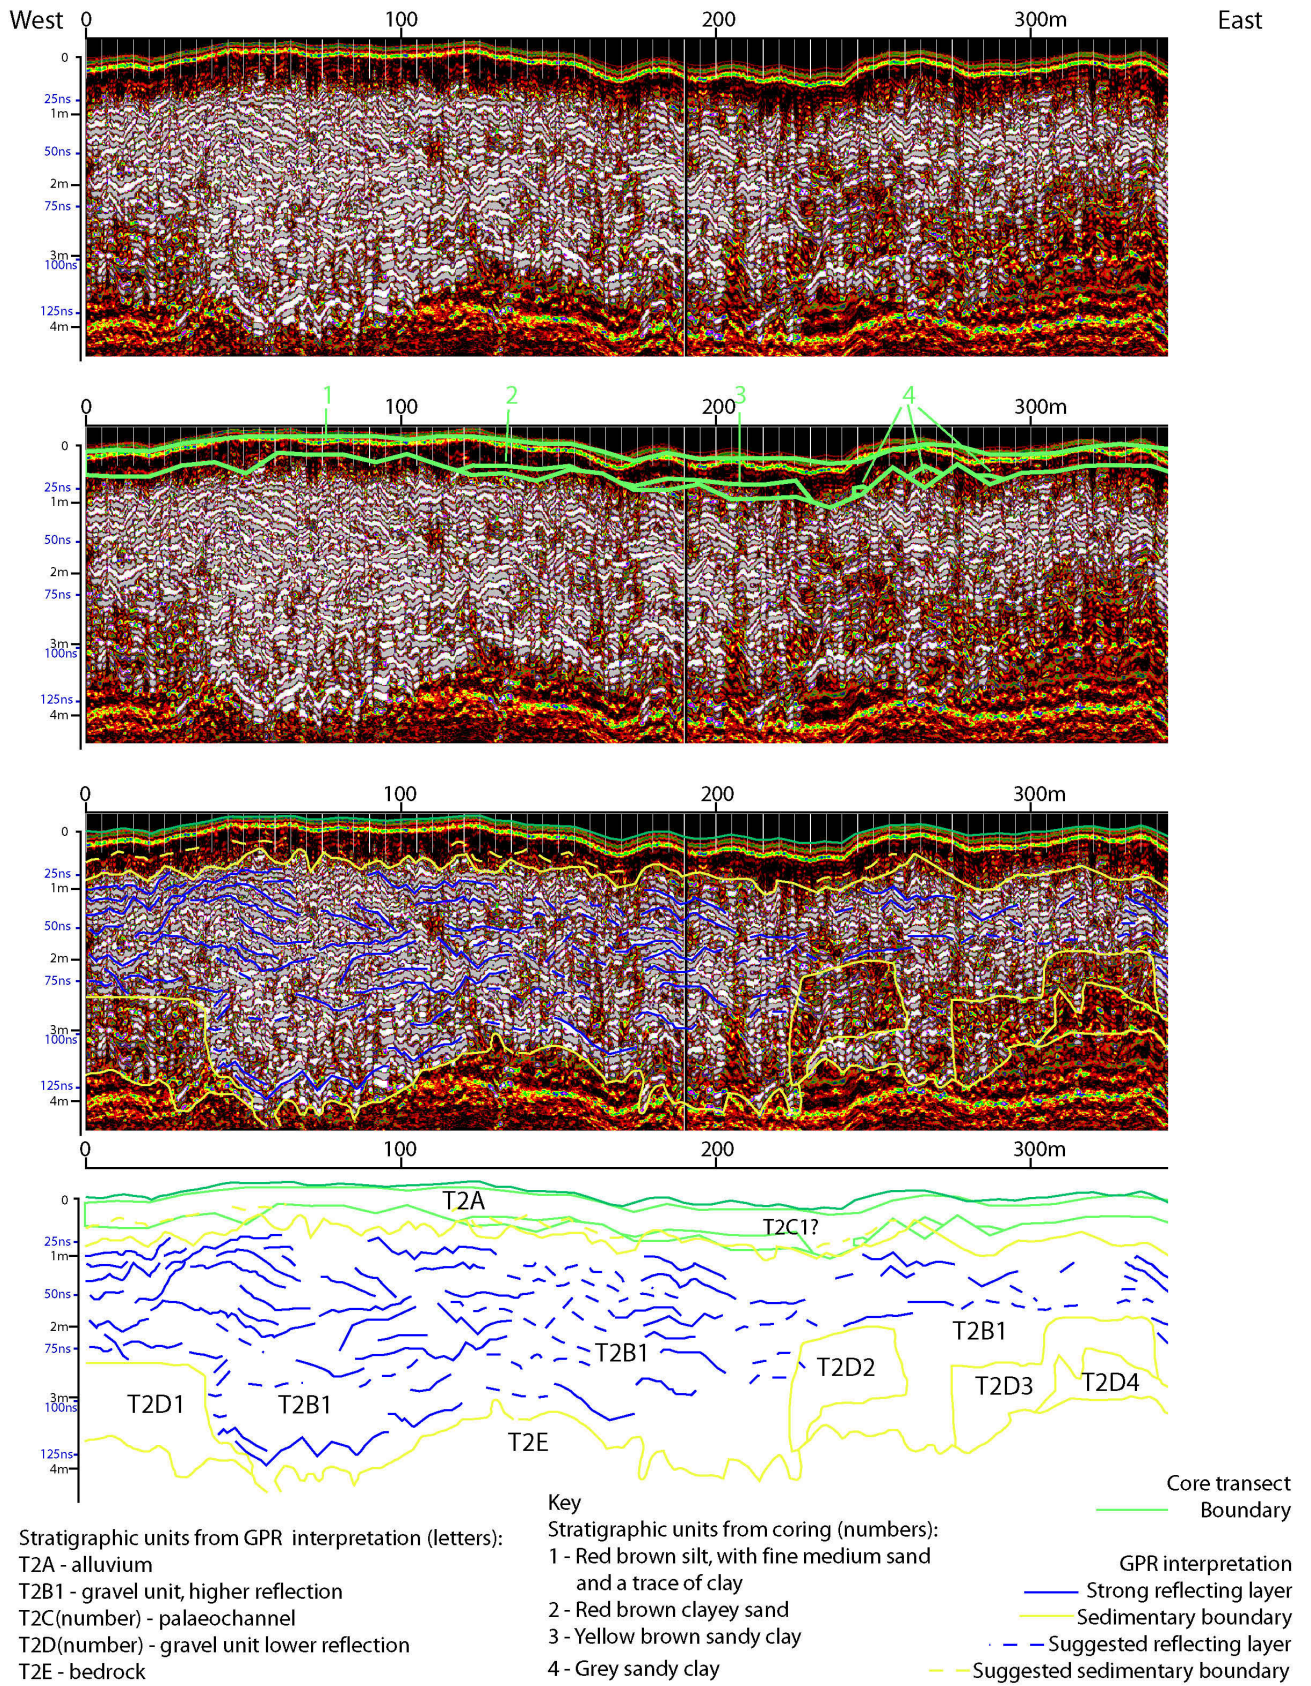 West 0 100 200 300m East
0
25ns
1m
50ns
2m
75ns
3m
100ns
125ns
4m
1 2 3 4
0 100 200 300m
0
25ns
1m
50ns
2m
75ns
3m
100ns
125ns
4m
0 100 200 300m
0
25ns
1m
50ns
2m
75ns
3m
100ns
125ns
4m
0 100 200 300m
0
T2A
T2C1?
25ns
1m
50ns
2m
T2B1
75ns
T2B1
T2D2
T2D3
T2D4
3m
T2D1
T2B1
100ns
T2E
125ns
4m
Core transect
Boundary
Key
Stratigraphic units from coring (numbers):
1 - Red brown silt, with fine medium sand
and a trace of clay
2 - Red brown clayey sand
3 - Yellow brown sandy clay
4 - Grey sandy clay
Stratigraphic units from GPR interpretation (letters):
T2A - alluvium
T2B1 - gravel unit, higher reflection
T2C(number) - palaeochannel
T2D(number) - gravel unit lower reflection
T2E - bedrock
GPR interpretation
Strong reflecting layer
Sedimentary boundary
Suggested reflecting layer
Suggested sedimentary boundary